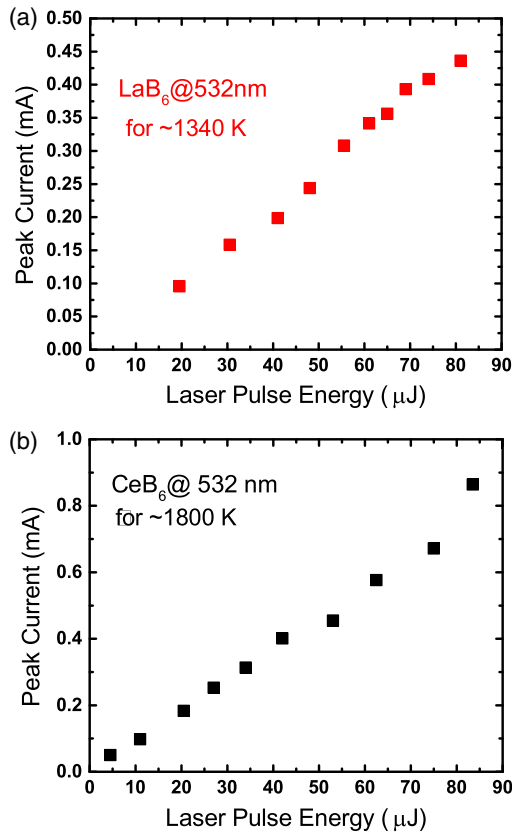 (a)
0.50
0.45
0.40
0.35
0.30
0.25
0.20
0.15
0.10
0.05
0.00
Peak Current (mA)
LaB6@532nm
for ~1340 K
0 10 20 30 40 50 60 70 80 90
Laser Pulse Energy ( μJ)
(b)
1.0
0.8
0.6
0.4
0.2
0.0
Peak Current (mA)
CeB6@ 532 nm
for ~1800 K
0 10 20 30 40 50 60 70 80 90
Laser Pulse Energy ( μJ)